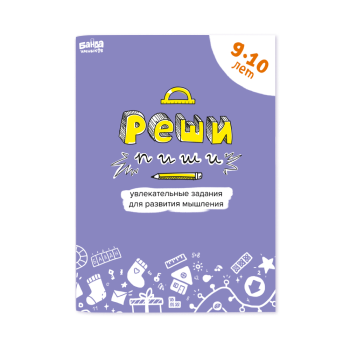 банда
умников
9-10
лет
Реши
пиши
увлекательные задания
для развития мышления